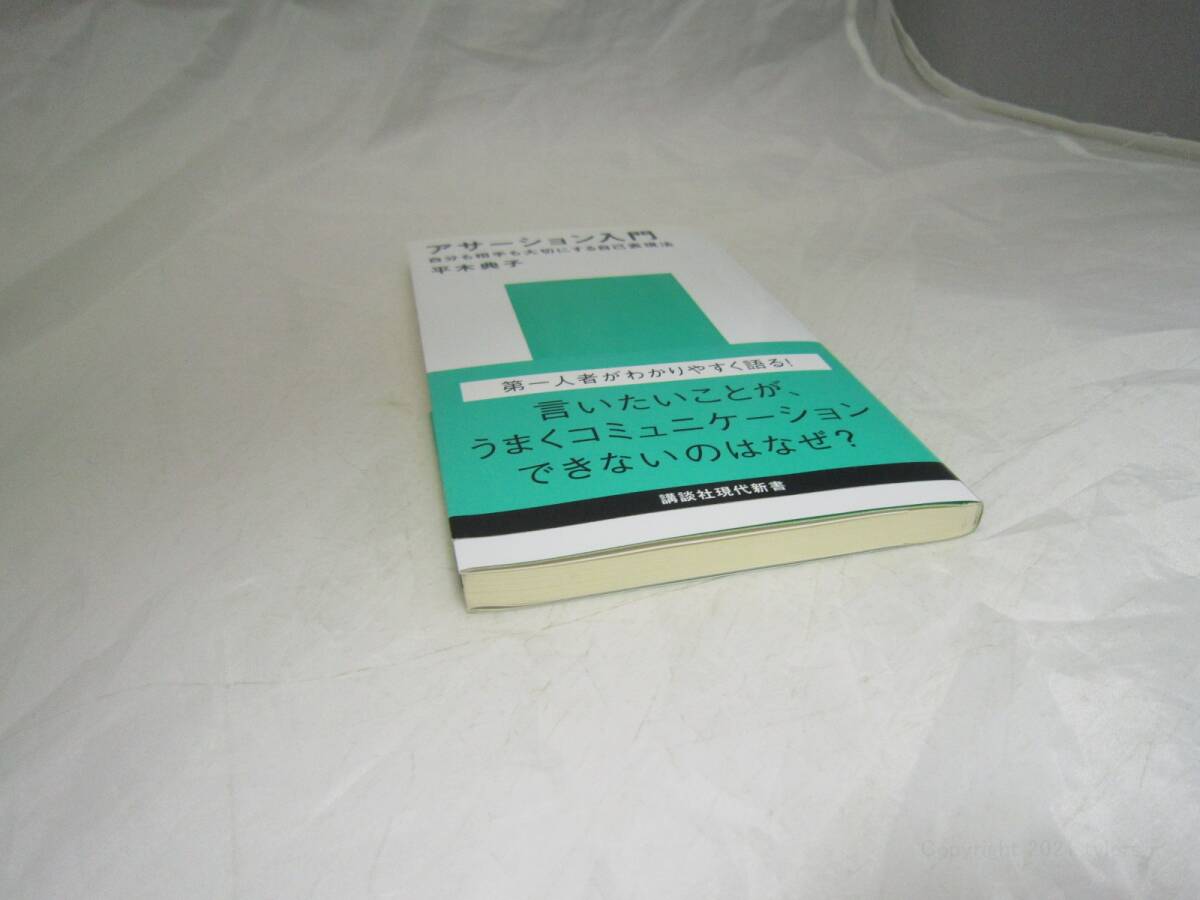 アサーション入門
自分も相手も大切にする自己表現法
平木典子
第一人者がわかりやすく語る!
言いたいことが、
うまくコミュニケーション
できないのはなぜ?
講談社現代新書
Copyright